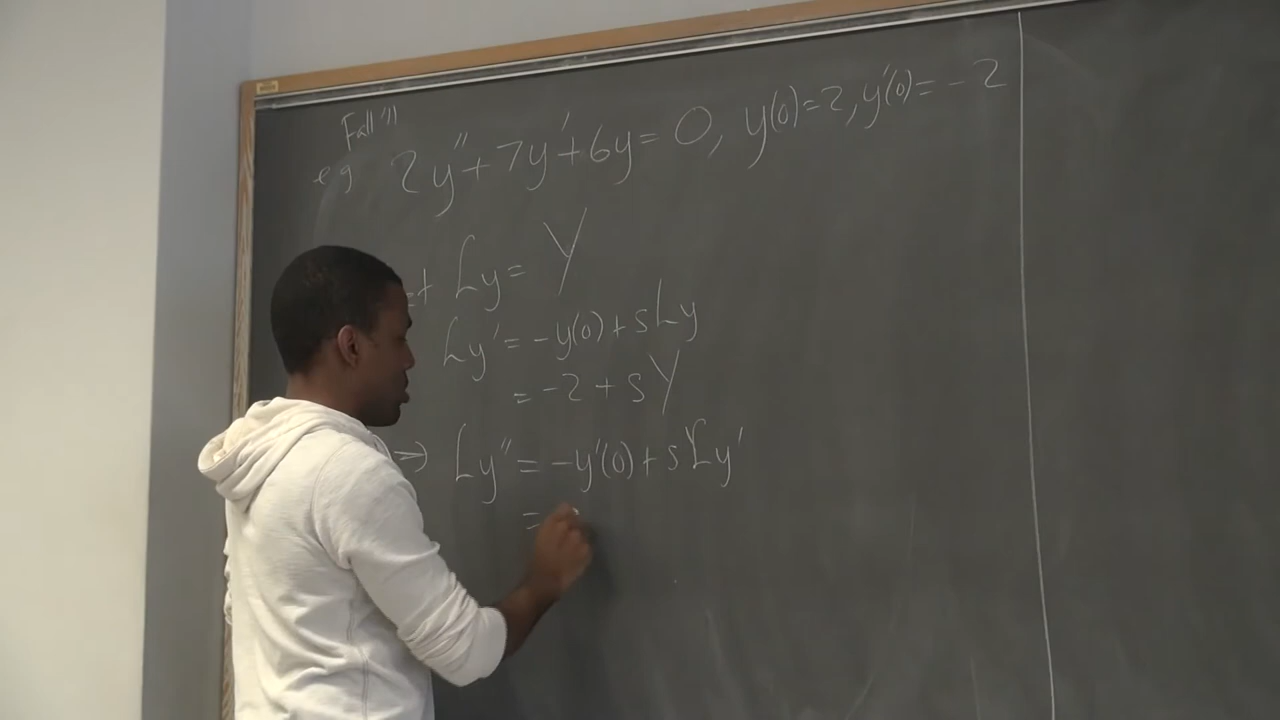 Fall '11
eg 2y'' + 7y' + 6y = 0, y(0) = 2, y'(0) = -2
Ly = Y
Ly' = -y(0) + sLy
= -2 + sY
⇒ Ly'' = -y'(0) + sLy'
=